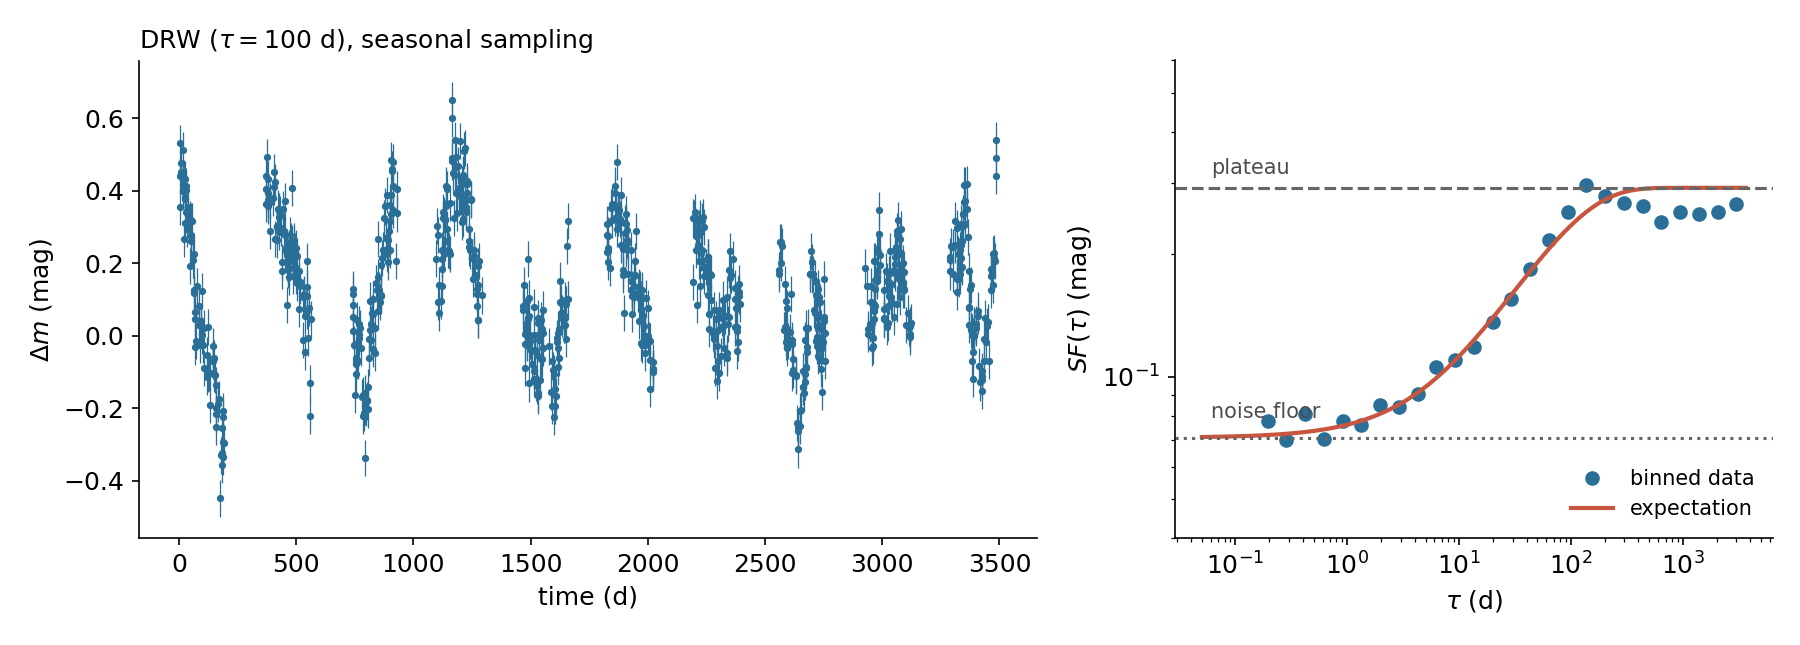 DRW (τ = 100 d), seasonal sampling
Δm (mag)
0.6
0.4
0.2
0.0
−0.2
−0.4
0 500 1000 1500 2000 2500 3000 3500
time (d)
SF(τ) (mag)
10⁻¹
plateau
noise floor
binned data
expectation
10⁻¹ 10⁰ 10¹ 10² 10³
τ (d)